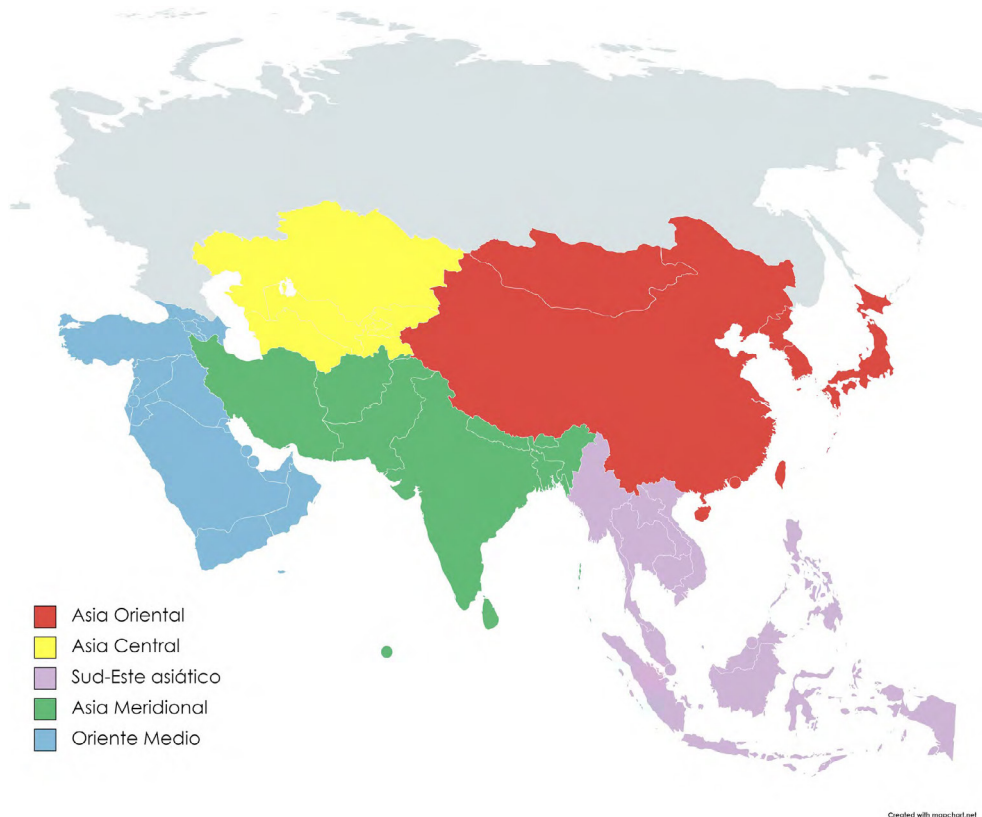 Asia Oriental
Asia Central
Sud-Este asiático
Asia Meridional
Oriente Medio
Created with mapchart.net